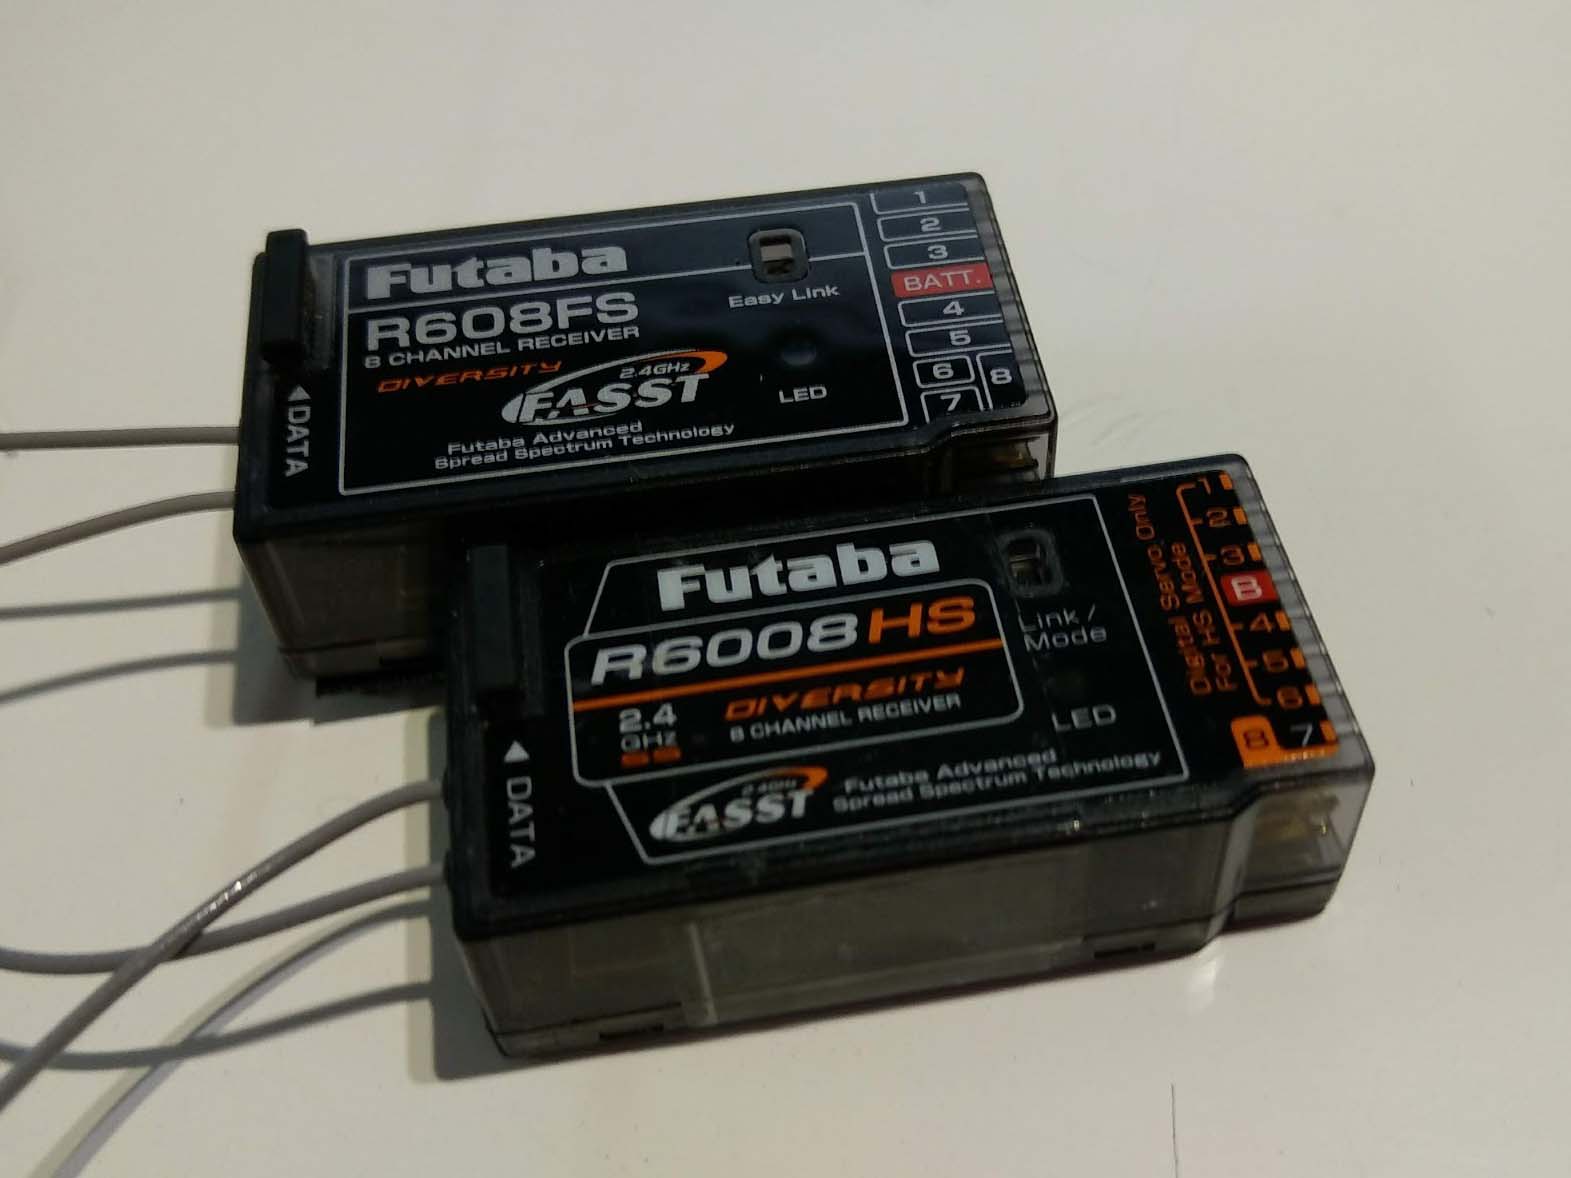 Futaba
R608FS
8 CHANNEL RECEIVER
DIVERSITY
2.4GHz
FASST
Futaba Advanced
Spread Spectrum Technology
Easy Link
LED
◀DATA
1
2
3
BATT.
4
5
6
7
8
Futaba
R6008HS
2.4
GHz
SS
DIVERSITY
8 CHANNEL RECEIVER
2.4GHz
FASST
Futaba Advanced
Spread Spectrum Technology
Link /
Mode
LED
◀DATA
Digital Servo Only
For HS Mode
1
2
3
B
4
5
6
8 7